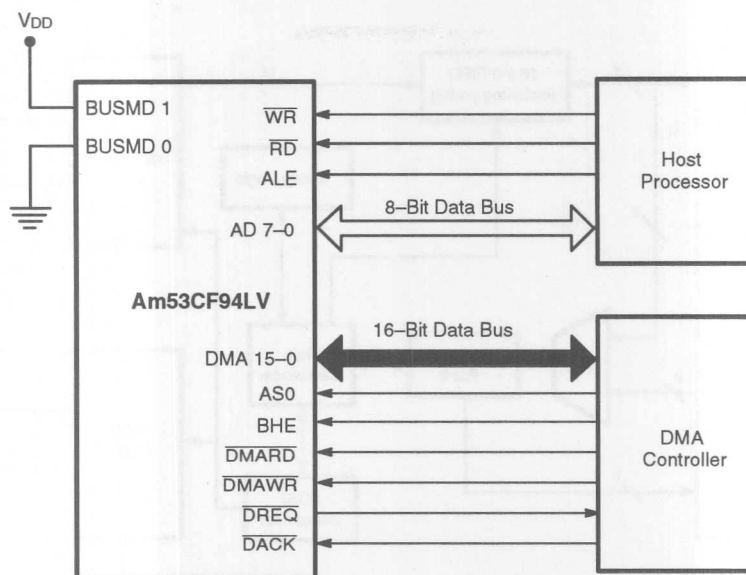 VDD
BUSMD 1
BUSMD 0
WR
RD
ALE
AD 7–0
8–Bit Data Bus
Host
Processor
Am53CF94LV
16–Bit Data Bus
DMA 15–0
AS0
BHE
DMARD
DMAWR
DREQ
DACK
DMA
Controller